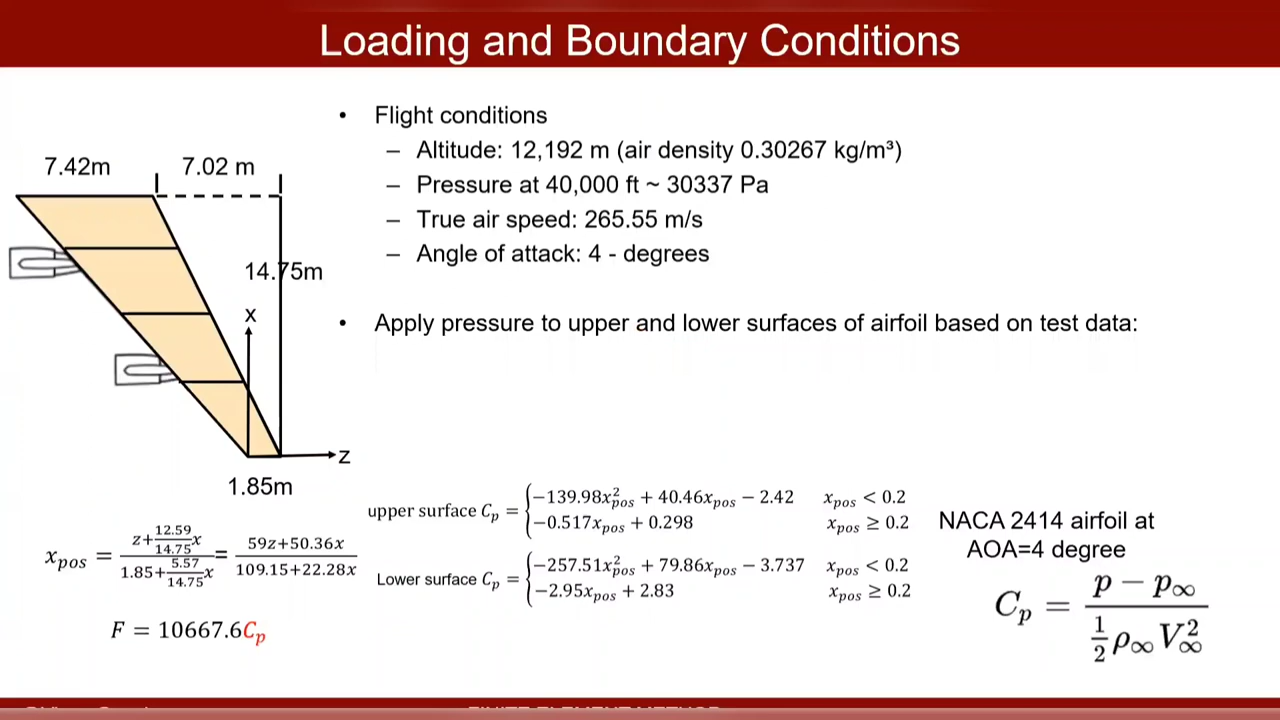 Loading and Boundary Conditions
• Flight conditions
– Altitude: 12,192 m (air density 0.30267 kg/m³)
– Pressure at 40,000 ft ~ 30337 Pa
– True air speed: 265.55 m/s
– Angle of attack: 4 - degrees
• Apply pressure to upper and lower surfaces of airfoil based on test data:
7.42m 7.02 m
14.75m
x
z
1.85m
x_pos = (z+(12.59/14.75)x)/(1.85+(5.57/14.75)x) = (59z+50.36x)/(109.15+22.28x)
F = 10667.6C_p
upper surface C_p = {−139.98x²_pos + 40.46x_pos − 2.42 x_pos < 0.2
−0.517x_pos + 0.298 x_pos ≥ 0.2
Lower surface C_p = {−257.51x²_pos + 79.86x_pos − 3.737 x_pos < 0.2
−2.95x_pos + 2.83 x_pos ≥ 0.2
NACA 2414 airfoil at
AOA=4 degree
C_p = (p − p_∞)/(½ρ_∞V²_∞)
FINITE ELEMENT METHOD